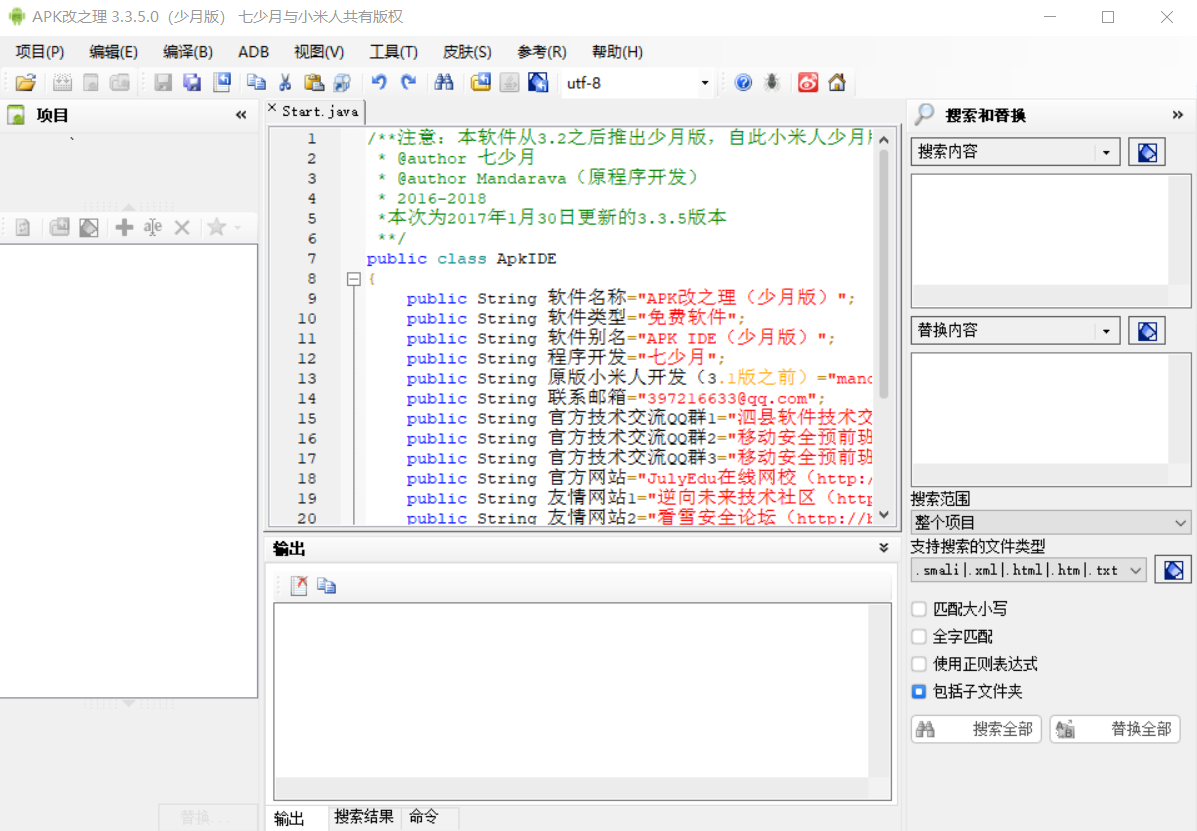 APK改之理 3.3.5.0（少月版） 七少月与小米人共有版权
项目(P) 编辑(E) 编译(B) ADB 视图(V) 工具(T) 皮肤(S) 参考(R) 帮助(H)
utf-8
项目
替换...
Start.java
1 /**注意：本软件从3.2之后推出少月版，自此小米人少月
2 * @author 七少月
3 * @author Mandarava（原程序开发）
4 * 2016-2018
5 *本次为2017年1月30日更新的3.3.5版本
6 **/
7 public class ApkIDE
8 {
9 public String 软件名称="APK改之理（少月版）";
10 public String 软件类型="免费软件";
11 public String 软件别名="APK IDE（少月版）";
12 public String 程序开发="七少月";
13 public String 原版小米人开发（3.1版之前）="mand
14 public String 联系邮箱="397216633@qq.com";
15 public String 官方技术交流QQ群1="泗县软件技术交
16 public String 官方技术交流QQ群2="移动安全预前班
17 public String 官方技术交流QQ群3="移动安全预前班
18 public String 官方网站="JulyEdu在线网校（http:/
19 public String 友情网站1="逆向未来技术社区（http
20 public String 友情网站2="看雪安全论坛（http://b
输出
输出 搜索结果 命令
搜索和替换
搜索内容
替换内容
搜索范围
整个项目
支持搜索的文件类型
.smali|.xml|.html|.htm|.txt
匹配大小写
全字匹配
使用正则表达式
包括子文件夹
搜索全部 替换全部